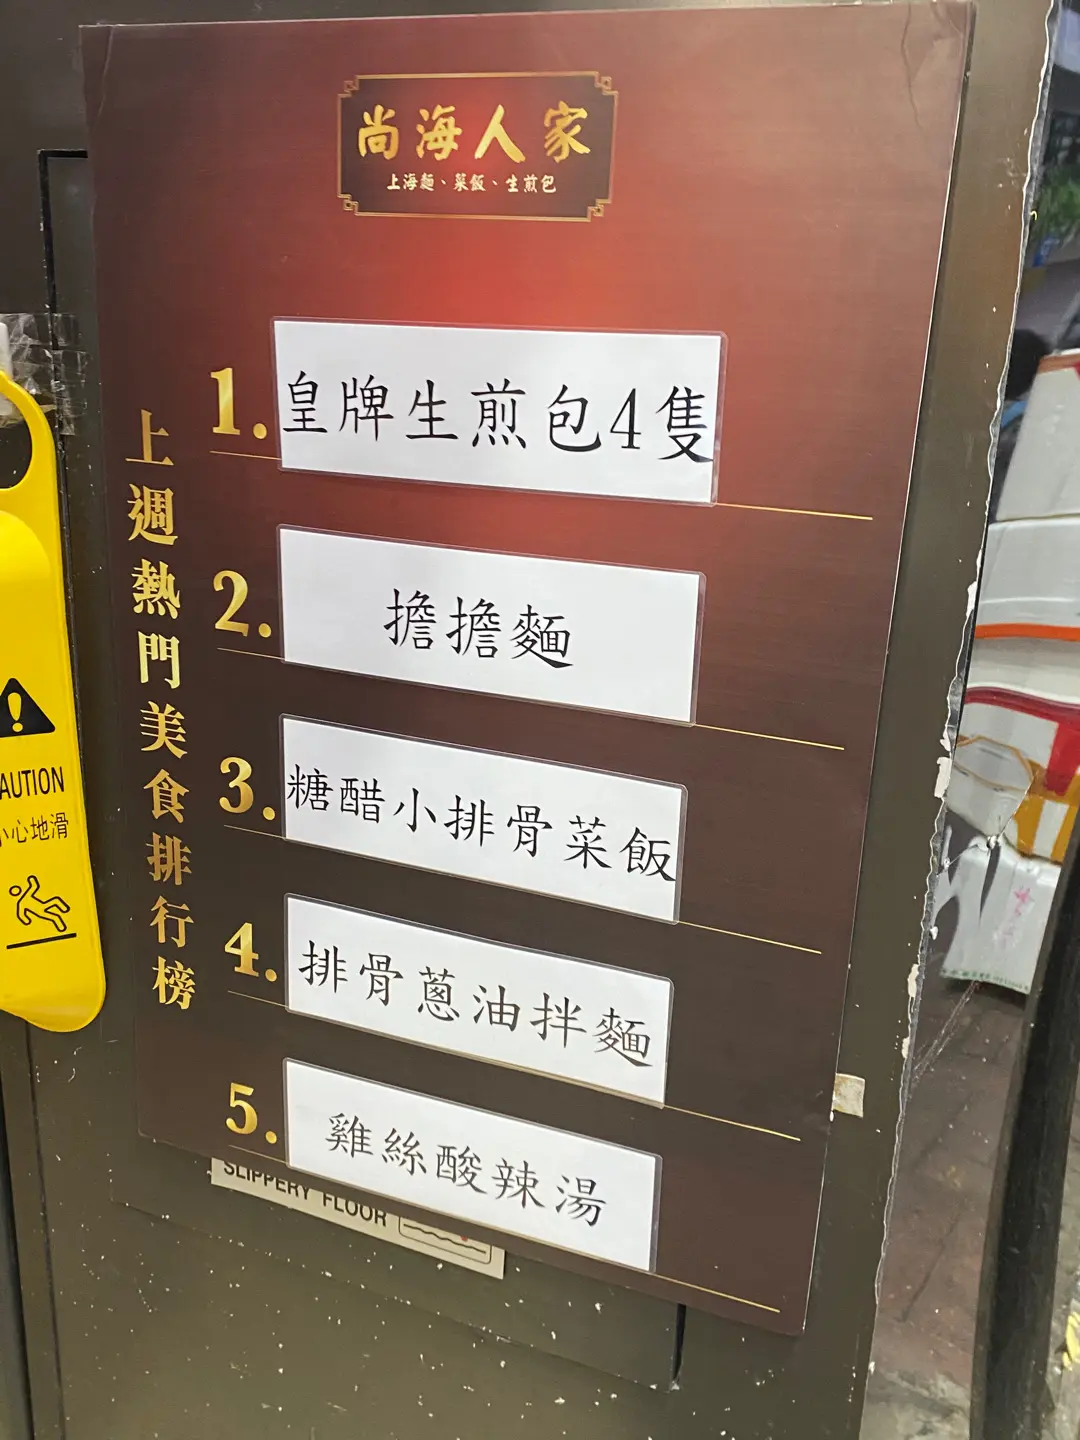 尚海人家
上海麵、菜飯、生煎包
上週熱門美食排行榜
1. 皇牌生煎包4隻
2. 擔擔麵
3. 糖醋小排骨菜飯
4. 排骨蔥油拌麵
5. 雞絲酸辣湯
AUTION
小心地滑
SLIPPERY FLOOR